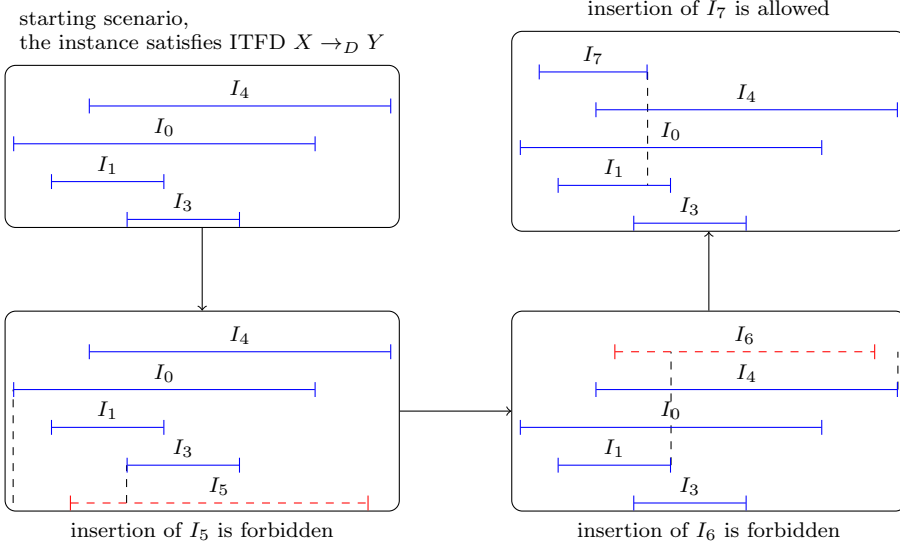 starting scenario,
the instance satisfies ITFD $X \to_D Y$
I_4
I_0
I_1
I_3
insertion of I_7 is allowed
I_7
I_4
I_0
I_1
I_3
I_4
I_0
I_1
I_3
I_5
insertion of I_5 is forbidden
I_6
I_4
I_0
I_1
I_3
insertion of I_6 is forbidden